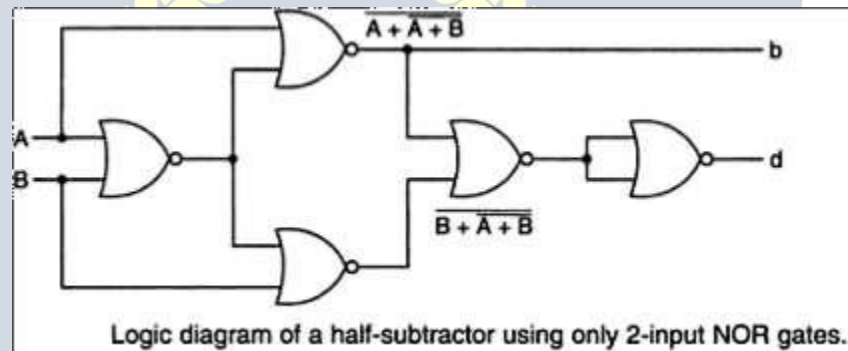 A + A + B
b
A
B
d
B + A + B
Logic diagram of a half-subtractor using only 2-input NOR gates.